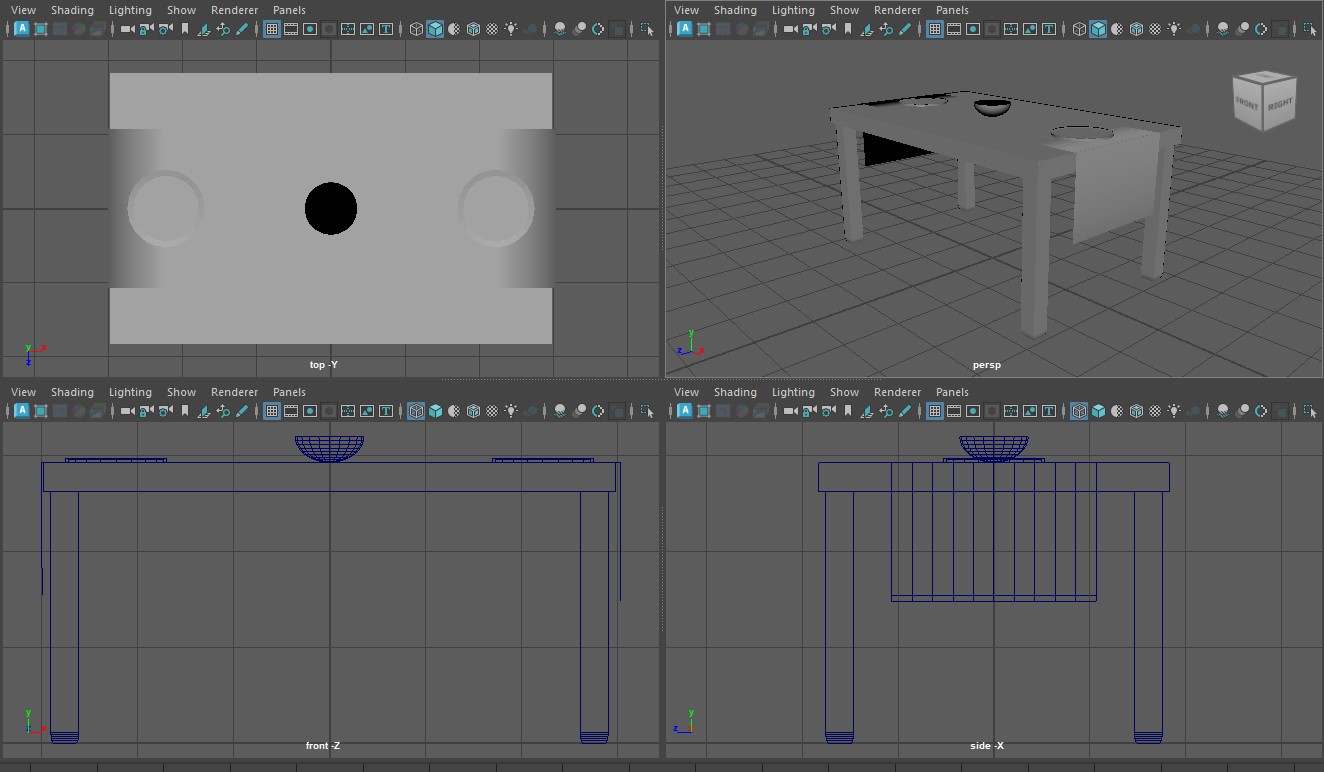 View Shading Lighting Show Renderer Panels
View Shading Lighting Show Renderer Panels
A T
A T
FRONT RIGHT
y x z
top -Y
y z x
persp
View Shading Lighting Show Renderer Panels
View Shading Lighting Show Renderer Panels
A T
A T
y x
front -Z
y z
side -X